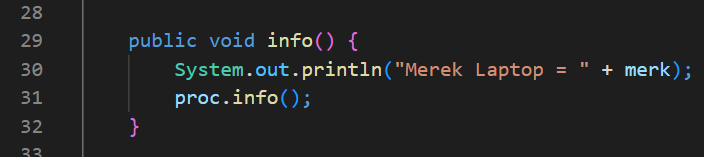 28
29 public void info() {
30 System.out.println("Merek Laptop = " + merk);
31 proc.info();
32 }
33